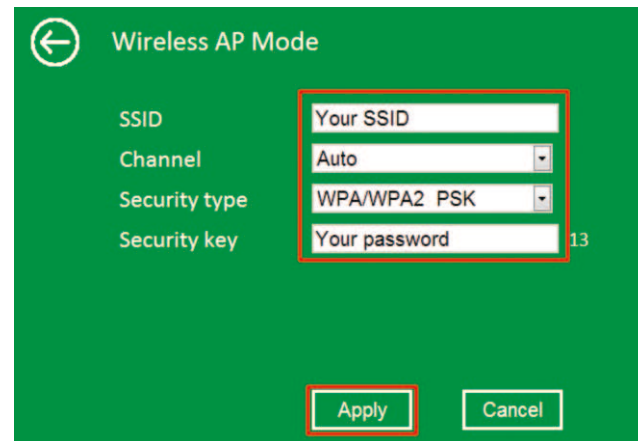 Wireless AP Mode
SSID Your SSID
Channel Auto
Security type WPA/WPA2 PSK
Security key Your password 13
Apply Cancel